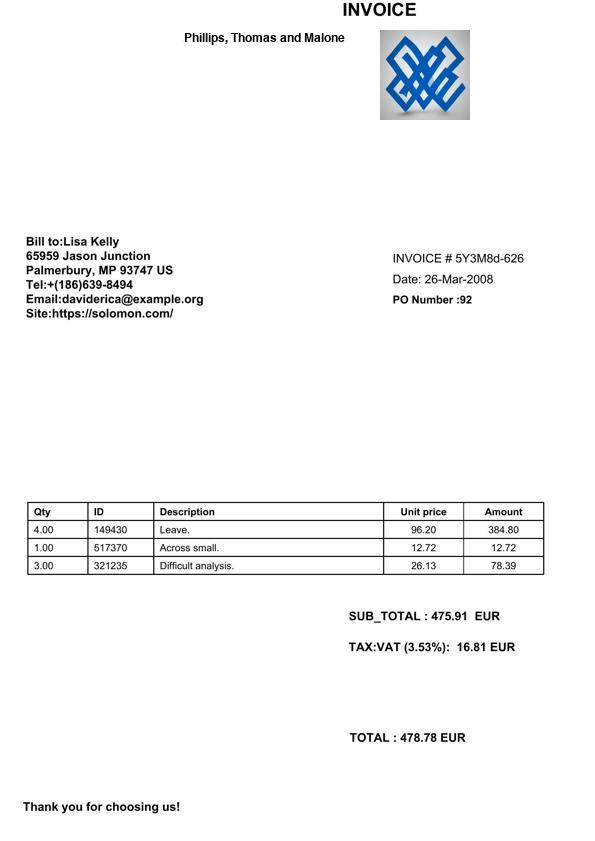 INVOICE
Phillips, Thomas and Malone
Bill to:Lisa Kelly
65959 Jason Junction
Palmerbury, MP 93747 US
Tel:+(186)639-8494
Email:daviderica@example.org
Site:https://solomon.com/
INVOICE # 5Y3M8d-626
Date: 26-Mar-2008
PO Number :92
Qty ID Description Unit price Amount
4.00 149430 Leave. 96.20 384.80
1.00 517370 Across small. 12.72 12.72
3.00 321235 Difficult analysis. 26.13 78.39
SUB_TOTAL : 475.91 EUR
TAX:VAT (3.53%): 16.81 EUR
TOTAL : 478.78 EUR
Thank you for choosing us!